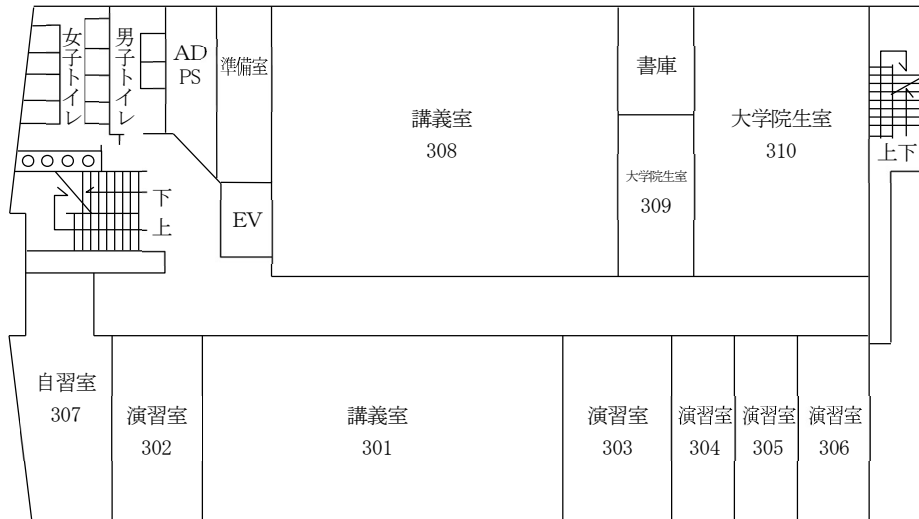 女子トイレ
男子トイレ
AD
PS
準備室
講義室
308
書庫
大学院生室
309
大学院生室
310
上下
EV
下
上
自習室
307
演習室
302
講義室
301
演習室
303
演習室
304
演習室
305
演習室
306